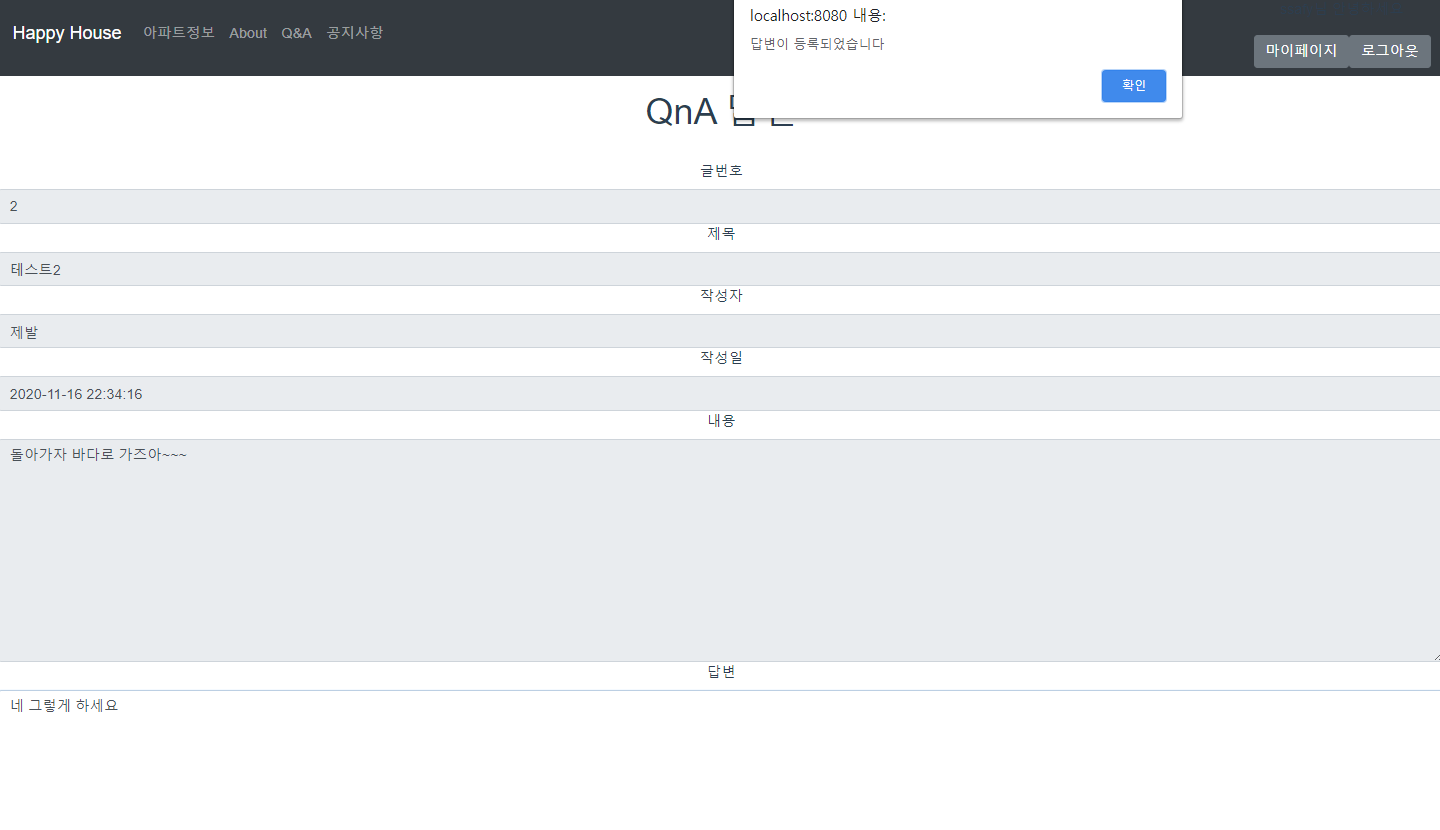 Happy House 아파트정보 About Q&A 공지사항
localhost:8080 내용:
답변이 등록되었습니다
확인
마이페이지 로그아웃
QnA
글번호
2
제목
테스트2
작성자
제발
작성일
2020-11-16 22:34:16
내용
돌아가자 바다로 가즈아~~~
답변
네 그렇게 하세요